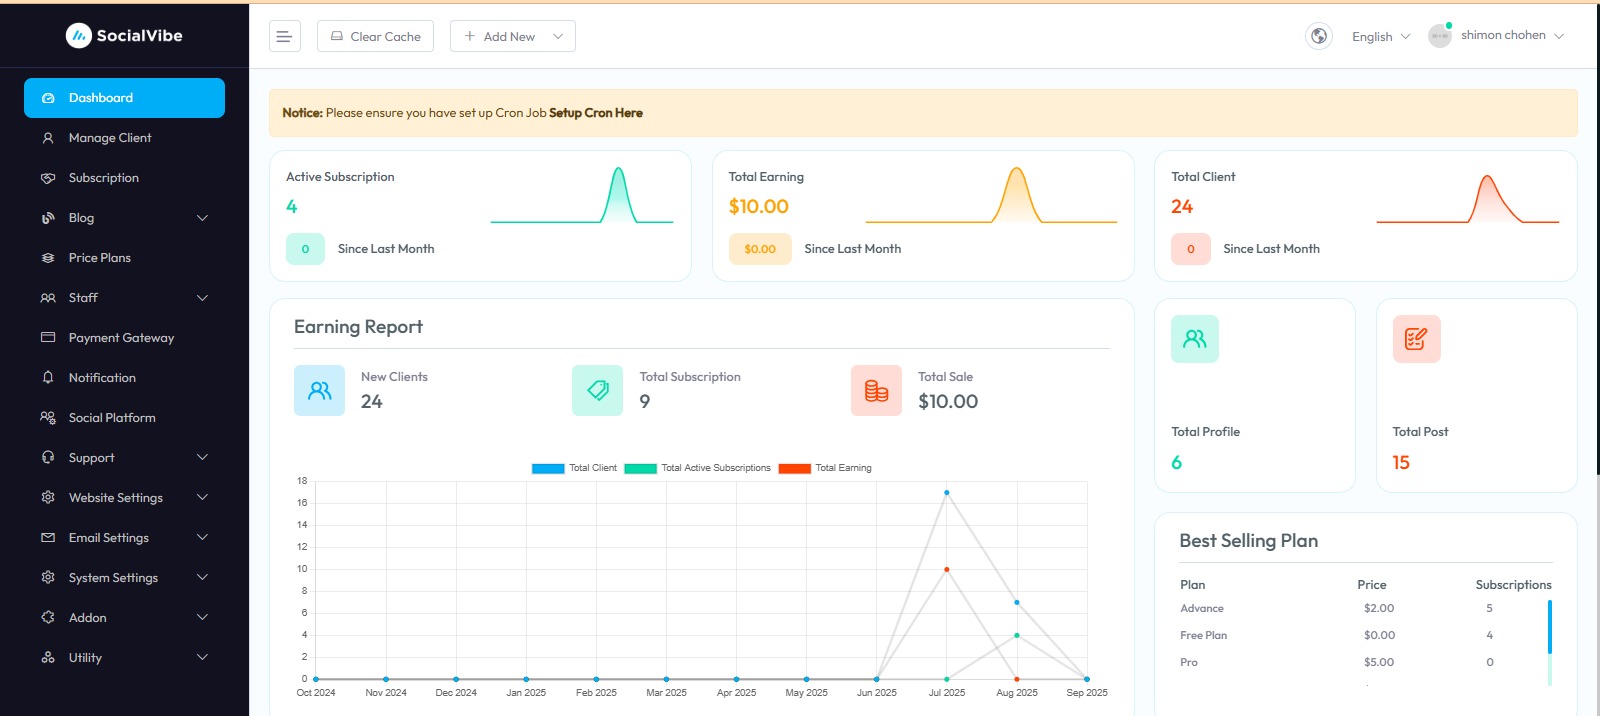 SocialVibe
Clear Cache
Add New
English
shimon chohen
Dashboard
Manage Client
Subscription
Blog
Price Plans
Staff
Payment Gateway
Notification
Social Platform
Support
Website Settings
Email Settings
System Settings
Addon
Utility
Notice: Please ensure you have set up Cron Job Setup Cron Here
Active Subscription
4
0 Since Last Month
Total Earning
$10.00
$0.00 Since Last Month
Total Client
24
0 Since Last Month
Earning Report
New Clients
24
Total Subscription
9
Total Sale
$10.00
Total Client Total Active Subscriptions Total Earning
18
16
14
12
10
8
6
4
2
0
Oct 2024 Nov 2024 Dec 2024 Jan 2025 Feb 2025 Mar 2025 Apr 2025 May 2025 Jun 2025 Jul 2025 Aug 2025 Sep 2025
Total Profile
6
Total Post
15
Best Selling Plan
Plan Price Subscriptions
Advance $2.00 5
Free Plan $0.00 4
Pro $5.00 0